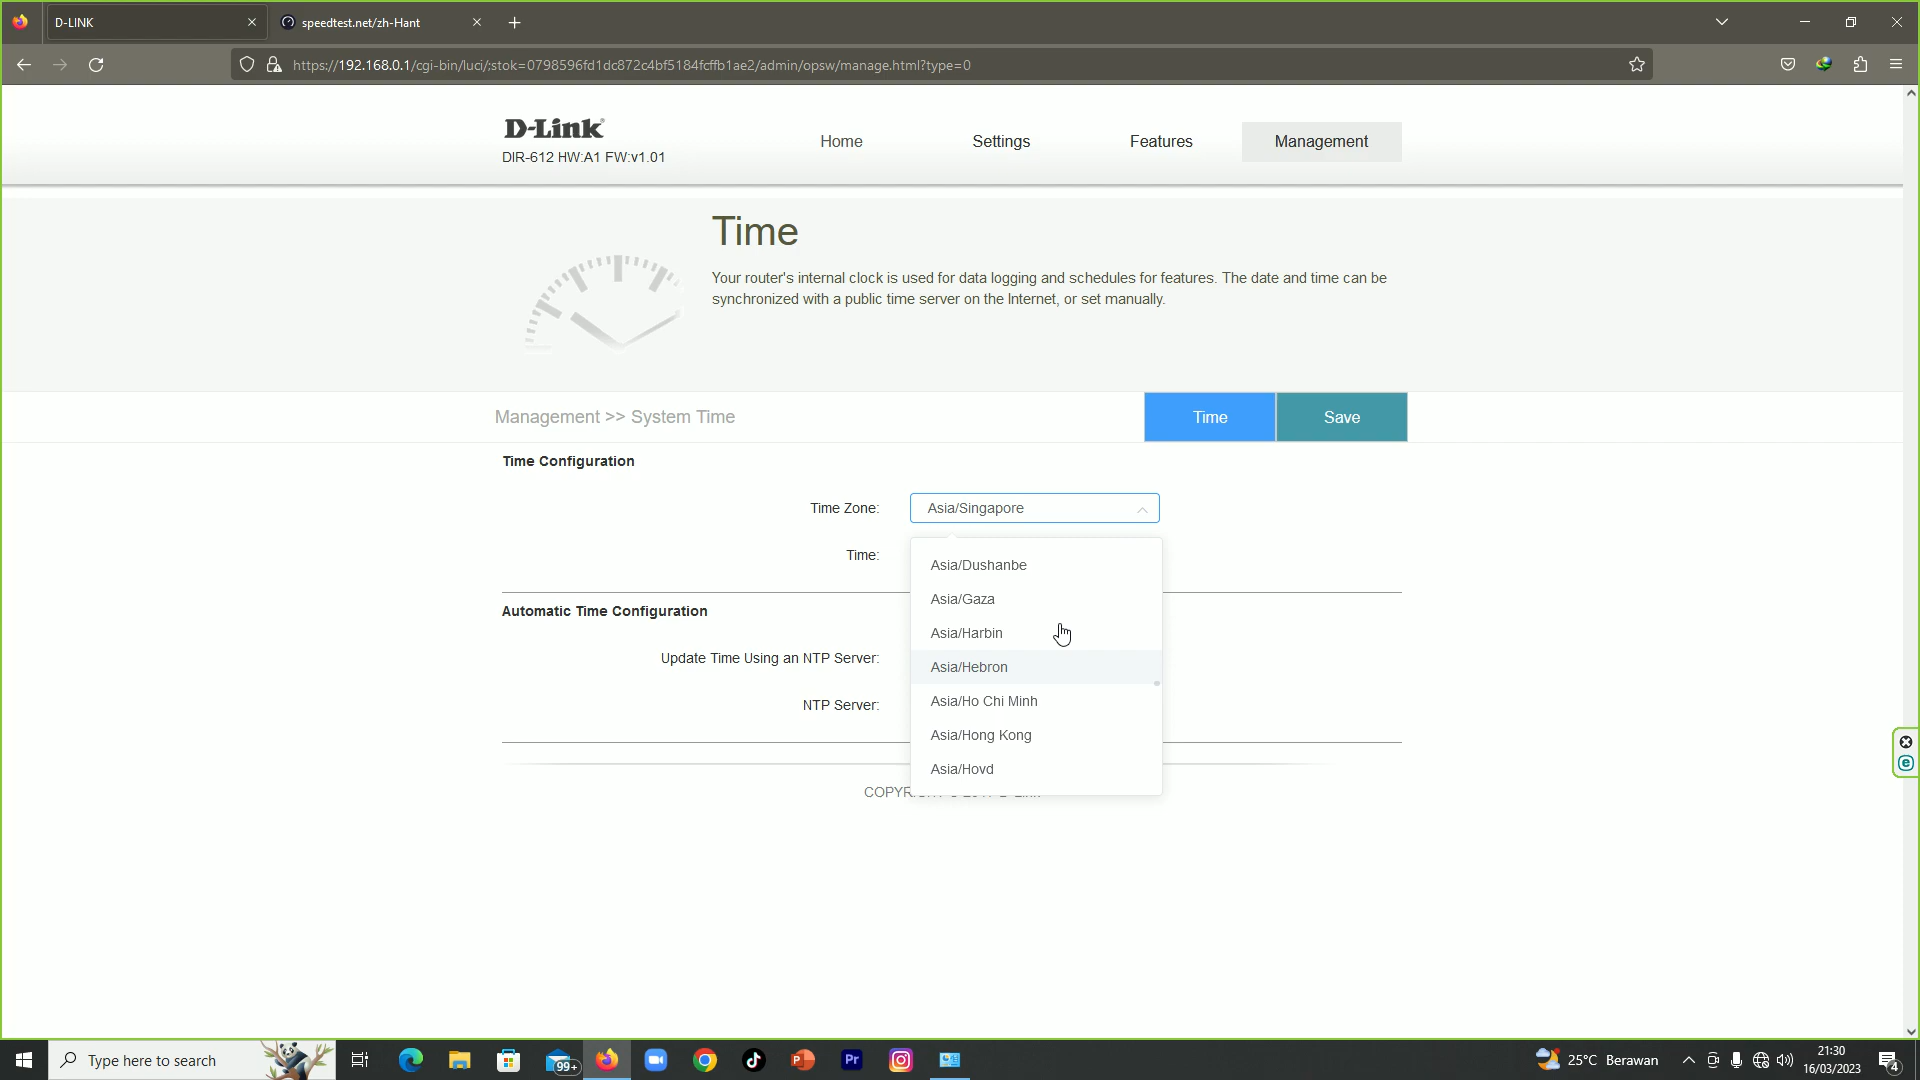 D-LINK
speedtest.net/zh-Hant
https://192.168.0.1/cgi-bin/luci/;stok=0798596fd1dc872c4bf5184fcffb1ae2/admin/opsw/manage.html?type=0
D-Link
DIR-612 HW:A1 FW:v1.01
Home
Settings
Features
Management
Time
Your router's internal clock is used for data logging and schedules for features. The date and time can be
synchronized with a public time server on the Internet, or set manually.
Management >> System Time
Time
Save
Time Configuration
Time Zone:
Asia/Singapore
Time:
Asia/Dushanbe
Asia/Gaza
Asia/Harbin
Asia/Hebron
Asia/Ho Chi Minh
Asia/Hong Kong
Asia/Hovd
Automatic Time Configuration
Update Time Using an NTP Server:
NTP Server:
Type here to search
99+
Pr
25°C Berawan
21:30
16/03/2023
4